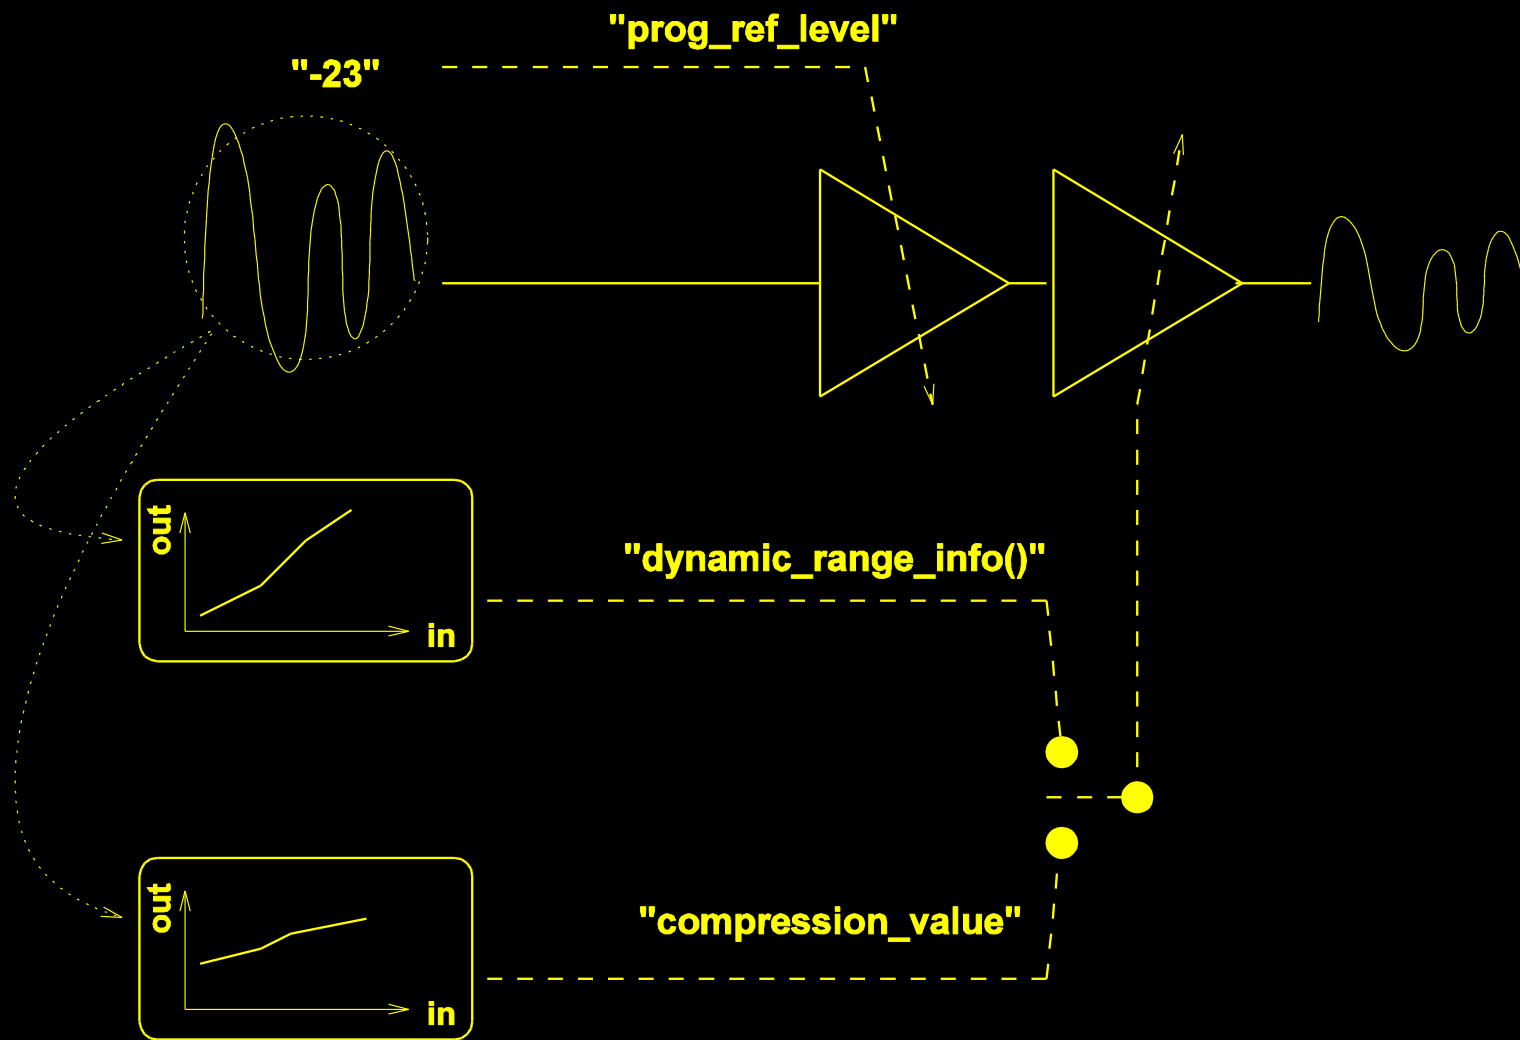 "prog_ref_level"
"-23"
out
in
"dynamic_range_info()"
out
in
"compression_value"